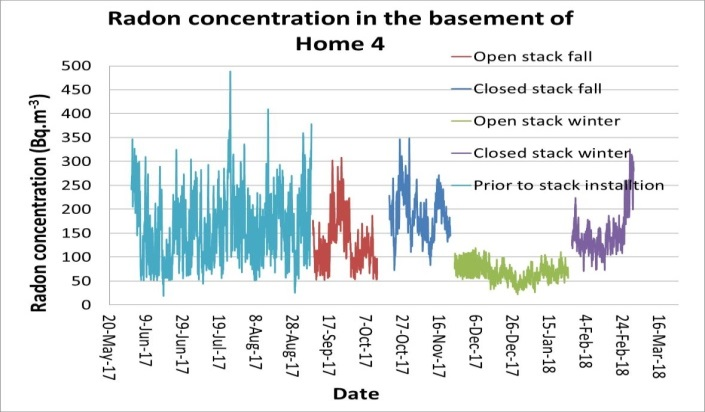 Radon concentration in the basement of
Home 4
Open stack fall
Closed stack fall
Open stack winter
Closed stack winter
Prior to stack installtion
Radon concentration (Bq.m-³)
500
450
400
350
300
250
200
150
100
50
0
20-May-17
9-Jun-17
29-Jun-17
19-Jul-17
8-Aug-17
28-Aug-17
17-Sep-17
7-Oct-17
27-Oct-17
16-Nov-17
6-Dec-17
26-Dec-17
15-Jan-18
4-Feb-18
24-Feb-18
16-Mar-18
Date